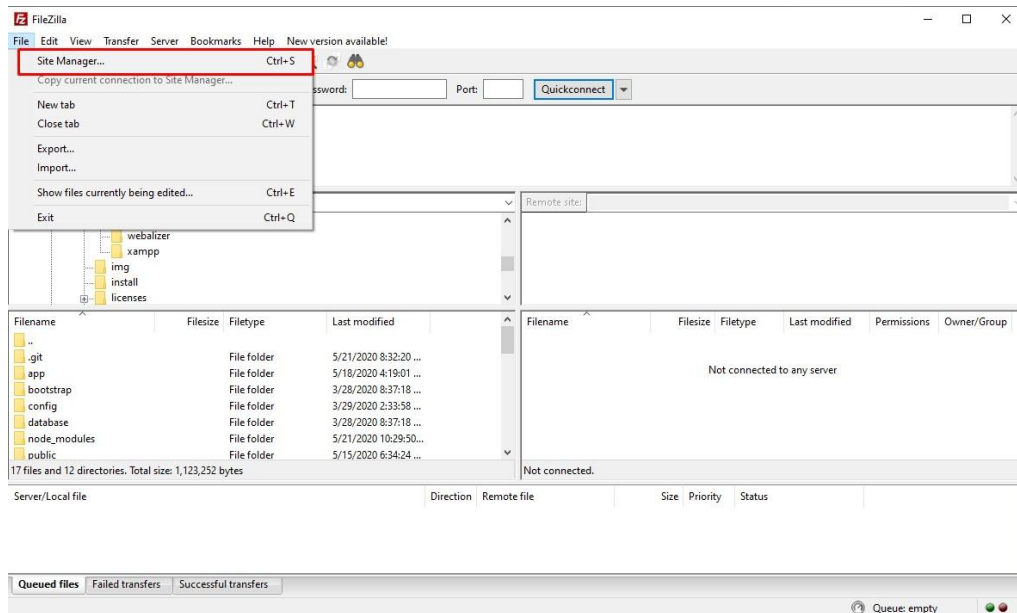 FileZilla
File Edit View Transfer Server Bookmarks Help New version available!
Site Manager... Ctrl+S
Copy current connection to Site Manager...
ssword: Port: Quickconnect
New tab Ctrl+T
Close tab Ctrl+W
Export...
Import...
Show files currently being edited... Ctrl+E
Exit Ctrl+Q
Remote site:
webalizer
xampp
img
install
licenses
Filename Filesize Filetype Last modified
..
.git File folder 5/21/2020 8:32:20 ...
app File folder 5/18/2020 4:19:01 ...
bootstrap File folder 3/28/2020 8:37:18 ...
config File folder 3/29/2020 2:33:58 ...
database File folder 3/28/2020 8:37:18 ...
node_modules File folder 5/21/2020 10:29:50...
public File folder 5/15/2020 6:34:24 ...
17 files and 12 directories. Total size: 1,123,252 bytes
Filename Filesize Filetype Last modified Permissions Owner/Group
Not connected to any server
Not connected.
Server/Local file Direction Remote file Size Priority Status
Queued files Failed transfers Successful transfers
Queue: empty